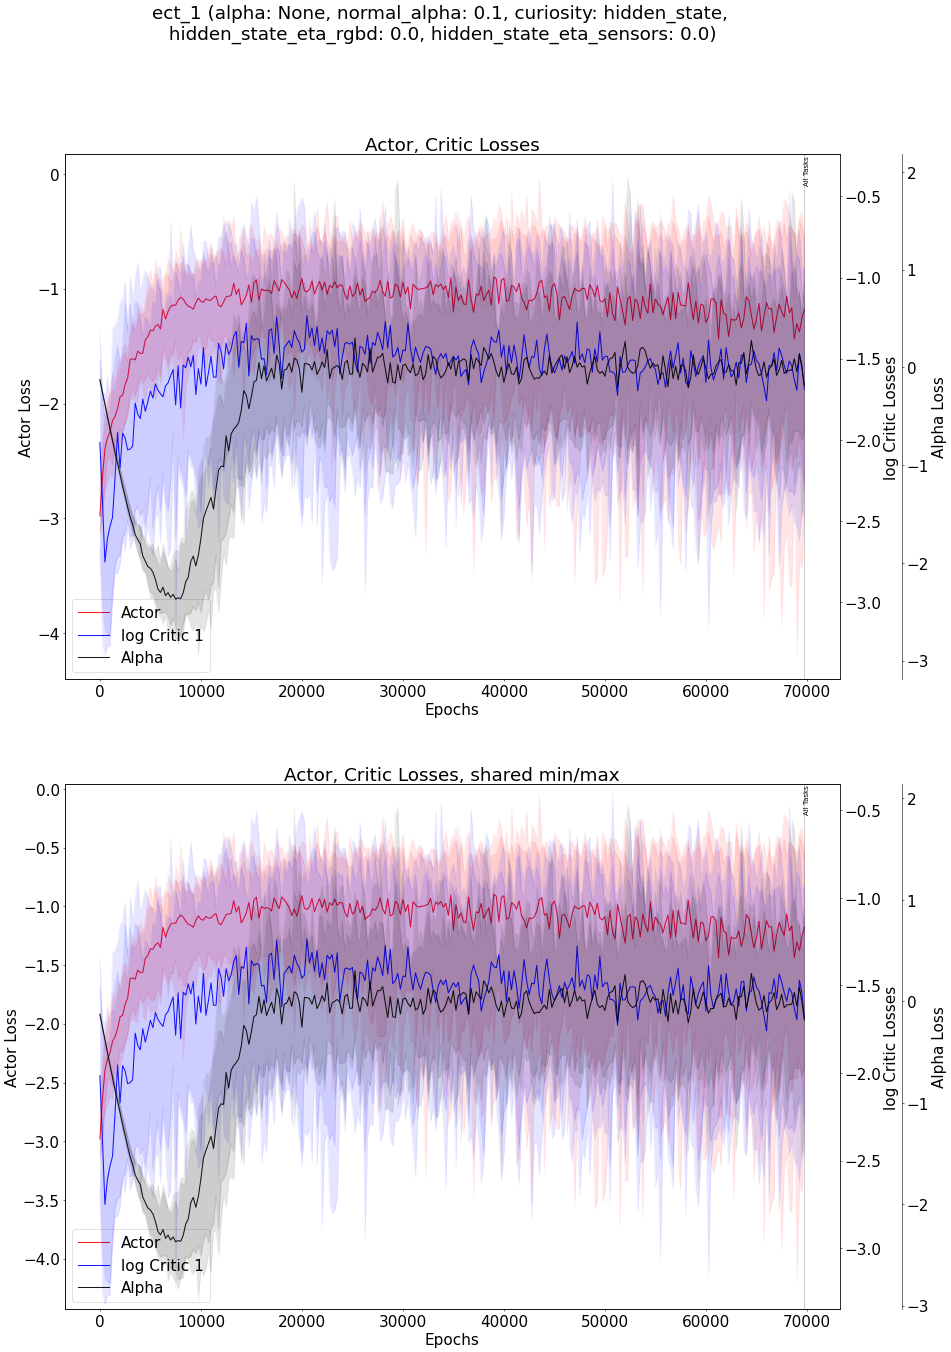 ect_1 (alpha: None, normal_alpha: 0.1, curiosity: hidden_state,
hidden_state_eta_rgbd: 0.0, hidden_state_eta_sensors: 0.0)
Actor, Critic Losses
All Tasks
0
−1
−2
−3
−4
Actor Loss
−0.5
−1.0
−1.5
−2.0
−2.5
−3.0
log Critic Losses
2
1
0
−1
−2
−3
Alpha Loss
Actor
log Critic 1
Alpha
0
10000
20000
30000
40000
50000
60000
70000
Epochs
Actor, Critic Losses, shared min/max
All Tasks
0.0
−0.5
−1.0
−1.5
−2.0
−2.5
−3.0
−3.5
−4.0
Actor Loss
−0.5
−1.0
−1.5
−2.0
−2.5
−3.0
log Critic Losses
2
1
0
−1
−2
−3
Alpha Loss
Actor
log Critic 1
Alpha
0
10000
20000
30000
40000
50000
60000
70000
Epochs